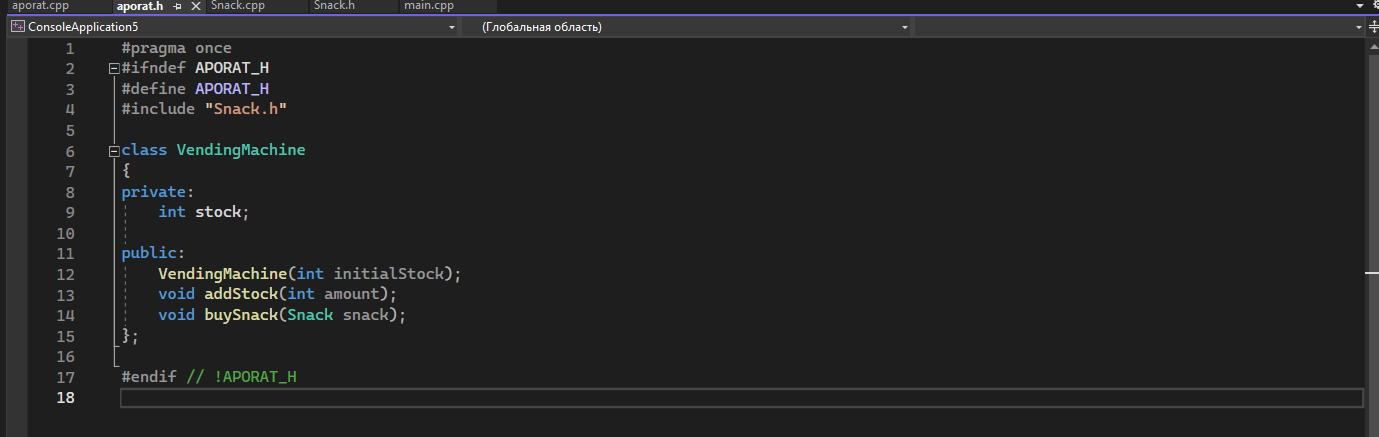 aporat.cpp aporat.h Snack.cpp Snack.h main.cpp
ConsoleApplication5 (Глобальная область)
1 #pragma once
2 #ifndef APORAT_H
3 #define APORAT_H
4 #include "Snack.h"
5
6 class VendingMachine
7 {
8 private:
9 int stock;
10
11 public:
12 VendingMachine(int initialStock);
13 void addStock(int amount);
14 void buySnack(Snack snack);
15 };
16
17 #endif // !APORAT_H
18